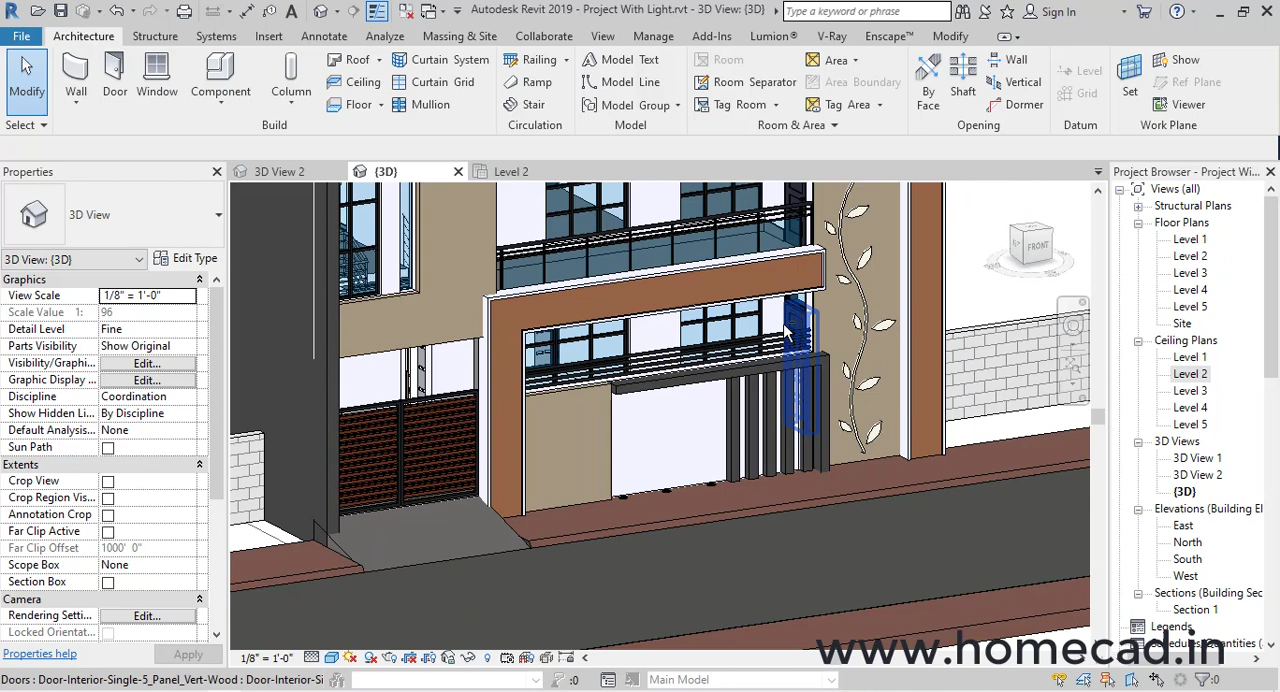 Autodesk Revit 2019 - Project With Light.rvt - 3D View: {3D}
Type a keyword or phrase
Sign In
File
Architecture
Structure
Systems
Insert
Annotate
Analyze
Massing & Site
Collaborate
View
Manage
Add-Ins
Lumion®
V-Ray
Enscape™
Modify
Modify
Wall
Door
Window
Component
Column
Roof
Ceiling
Floor
Curtain System
Curtain Grid
Mullion
Railing
Ramp
Stair
Model Text
Model Line
Model Group
Room
Room Separator
Tag Room
Area
Area Boundary
Tag Area
By Face
Shaft
Wall
Vertical
Dormer
Level
Grid
Set
Show
Ref Plane
Viewer
Select
Build
Circulation
Model
Room & Area
Opening
Datum
Work Plane
Properties
3D View 2
{3D}
Level 2
Project Browser - Project Wi...
3D View
3D View: {3D}
Edit Type
Graphics
View Scale 1/8" = 1'-0"
Scale Value 1: 96
Detail Level Fine
Parts Visibility Show Original
Visibility/Graphi... Edit...
Graphic Display ... Edit...
Discipline Coordination
Show Hidden Li... By Discipline
Default Analysis... None
Sun Path
Extents
Crop View
Crop Region Vis...
Annotation Crop
Far Clip Active
Far Clip Offset 1000' 0"
Scope Box None
Section Box
Camera
Rendering Setti... Edit...
Locked Orientat...
Properties help
Apply
FRONT
Views (all)
Structural Plans
Floor Plans
Level 1
Level 2
Level 3
Level 4
Level 5
Site
Ceiling Plans
Level 1
Level 2
Level 3
Level 4
Level 5
3D Views
3D View 1
3D View 2
{3D}
Elevations (Building El
East
North
South
West
Sections (Building Sec
Section 1
Legends
Schedules/Quantities (
1/8" = 1'-0"
www.homecad.in
Doors : Door-Interior-Single-5_Panel_Vert-Wood : Door-Interior-Si
:0
Main Model
:0